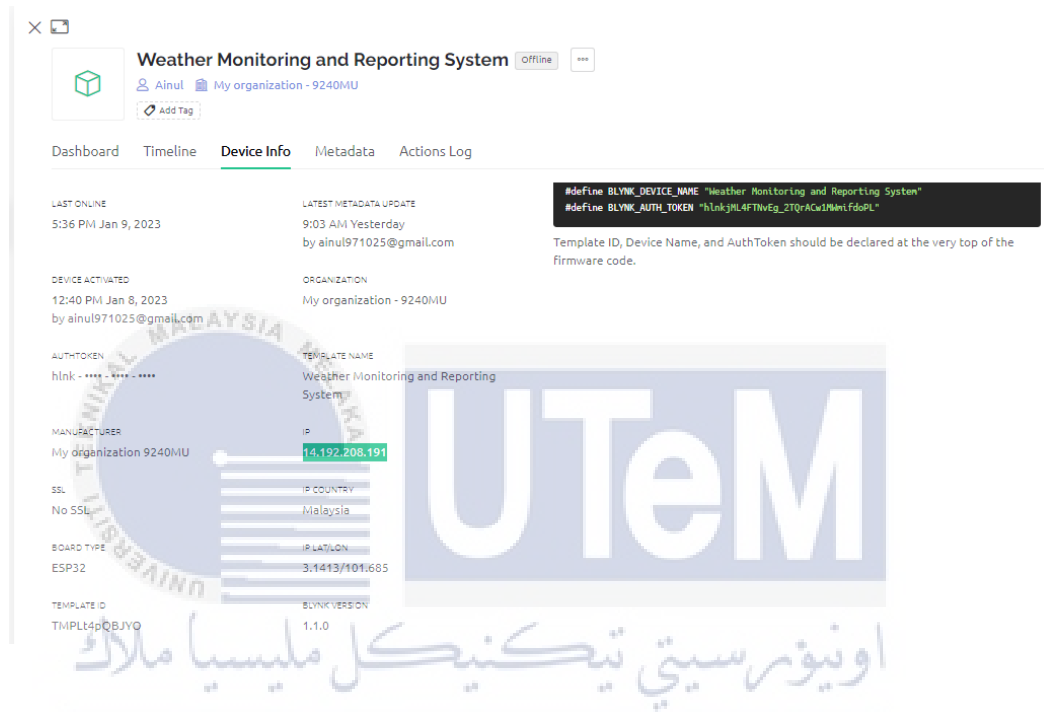 Weather Monitoring and Reporting System Offline
Ainul My organization - 9240MU
Add Tag
Dashboard Timeline Device Info Metadata Actions Log
LAST ONLINE
5:36 PM Jan 9, 2023
LATEST METADATA UPDATE
9:03 AM Yesterday
by ainul971025@gmail.com
#define BLYNK_DEVICE_NAME "Weather Monitoring and Reporting System"
#define BLYNK_AUTH_TOKEN "hlnkjML4FTNvEg_2TQrACw1MWmifdoPL"
Template ID, Device Name, and AuthToken should be declared at the very top of the
firmware code.
DEVICE ACTIVATED
12:40 PM Jan 8, 2023
by ainul971025@gmail.com
ORGANIZATION
My organization - 9240MU
AUTHTOKEN
hlnk - •••• - •••• - ••••
TEMPLATE NAME
Weather Monitoring and Reporting
System
MANUFACTURER
My organization 9240MU
IP
14.192.208.191
SSL
No SSL
IP COUNTRY
Malaysia
BOARD TYPE
ESP32
IP LAT/LON
3.1413/101.685
TEMPLATE ID
TMPLt4pQBJYO
BLYNK VERSION
1.1.0
UNIVERSITI TEKNIKAL MALAYSIA MELAKA
UTeM
اونيۏرسيتي تيكنيكل مليسيا ملاك